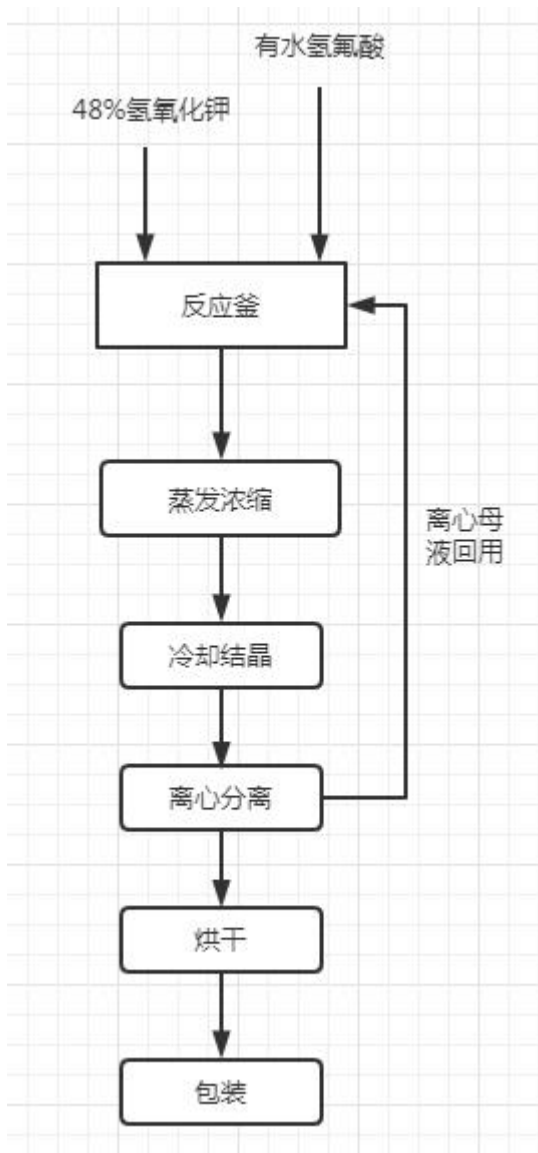 有水氢氟酸
48%氢氧化钾
反应釜
蒸发浓缩
离心母
液回用
冷却结晶
离心分离
烘干
包装